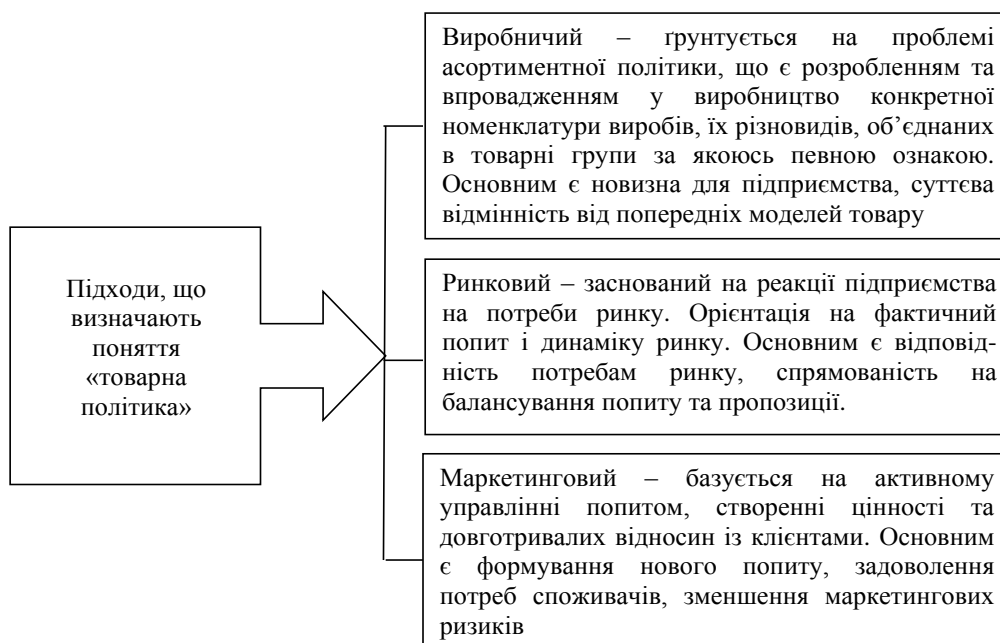 Підходи, що
визначають
поняття
«товарна
політика»
Виробничий – ґрунтується на проблемі
асортиментної політики, що є розробленням та
впровадженням у виробництво конкретної
номенклатури виробів, їх різновидів, об’єднаних
в товарні групи за якоюсь певною ознакою.
Основним є новизна для підприємства, суттєва
відмінність від попередніх моделей товару
Ринковий – заснований на реакції підприємства
на потреби ринку. Орієнтація на фактичний
попит і динаміку ринку. Основним є відповід-
ність потребам ринку, спрямованість на
балансування попиту та пропозиції.
Маркетинговий – базується на активному
управлінні попитом, створенні цінності та
довготривалих відносин із клієнтами. Основним
є формування нового попиту, задоволення
потреб споживачів, зменшення маркетингових
ризиків